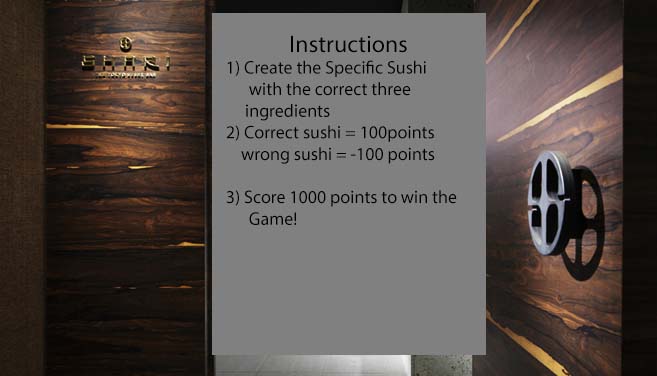 SHARI
Instructions
1) Create the Specific Sushi
with the correct three
ingredients
2) Correct sushi = 100points
wrong sushi = -100 points
3) Score 1000 points to win the
Game!